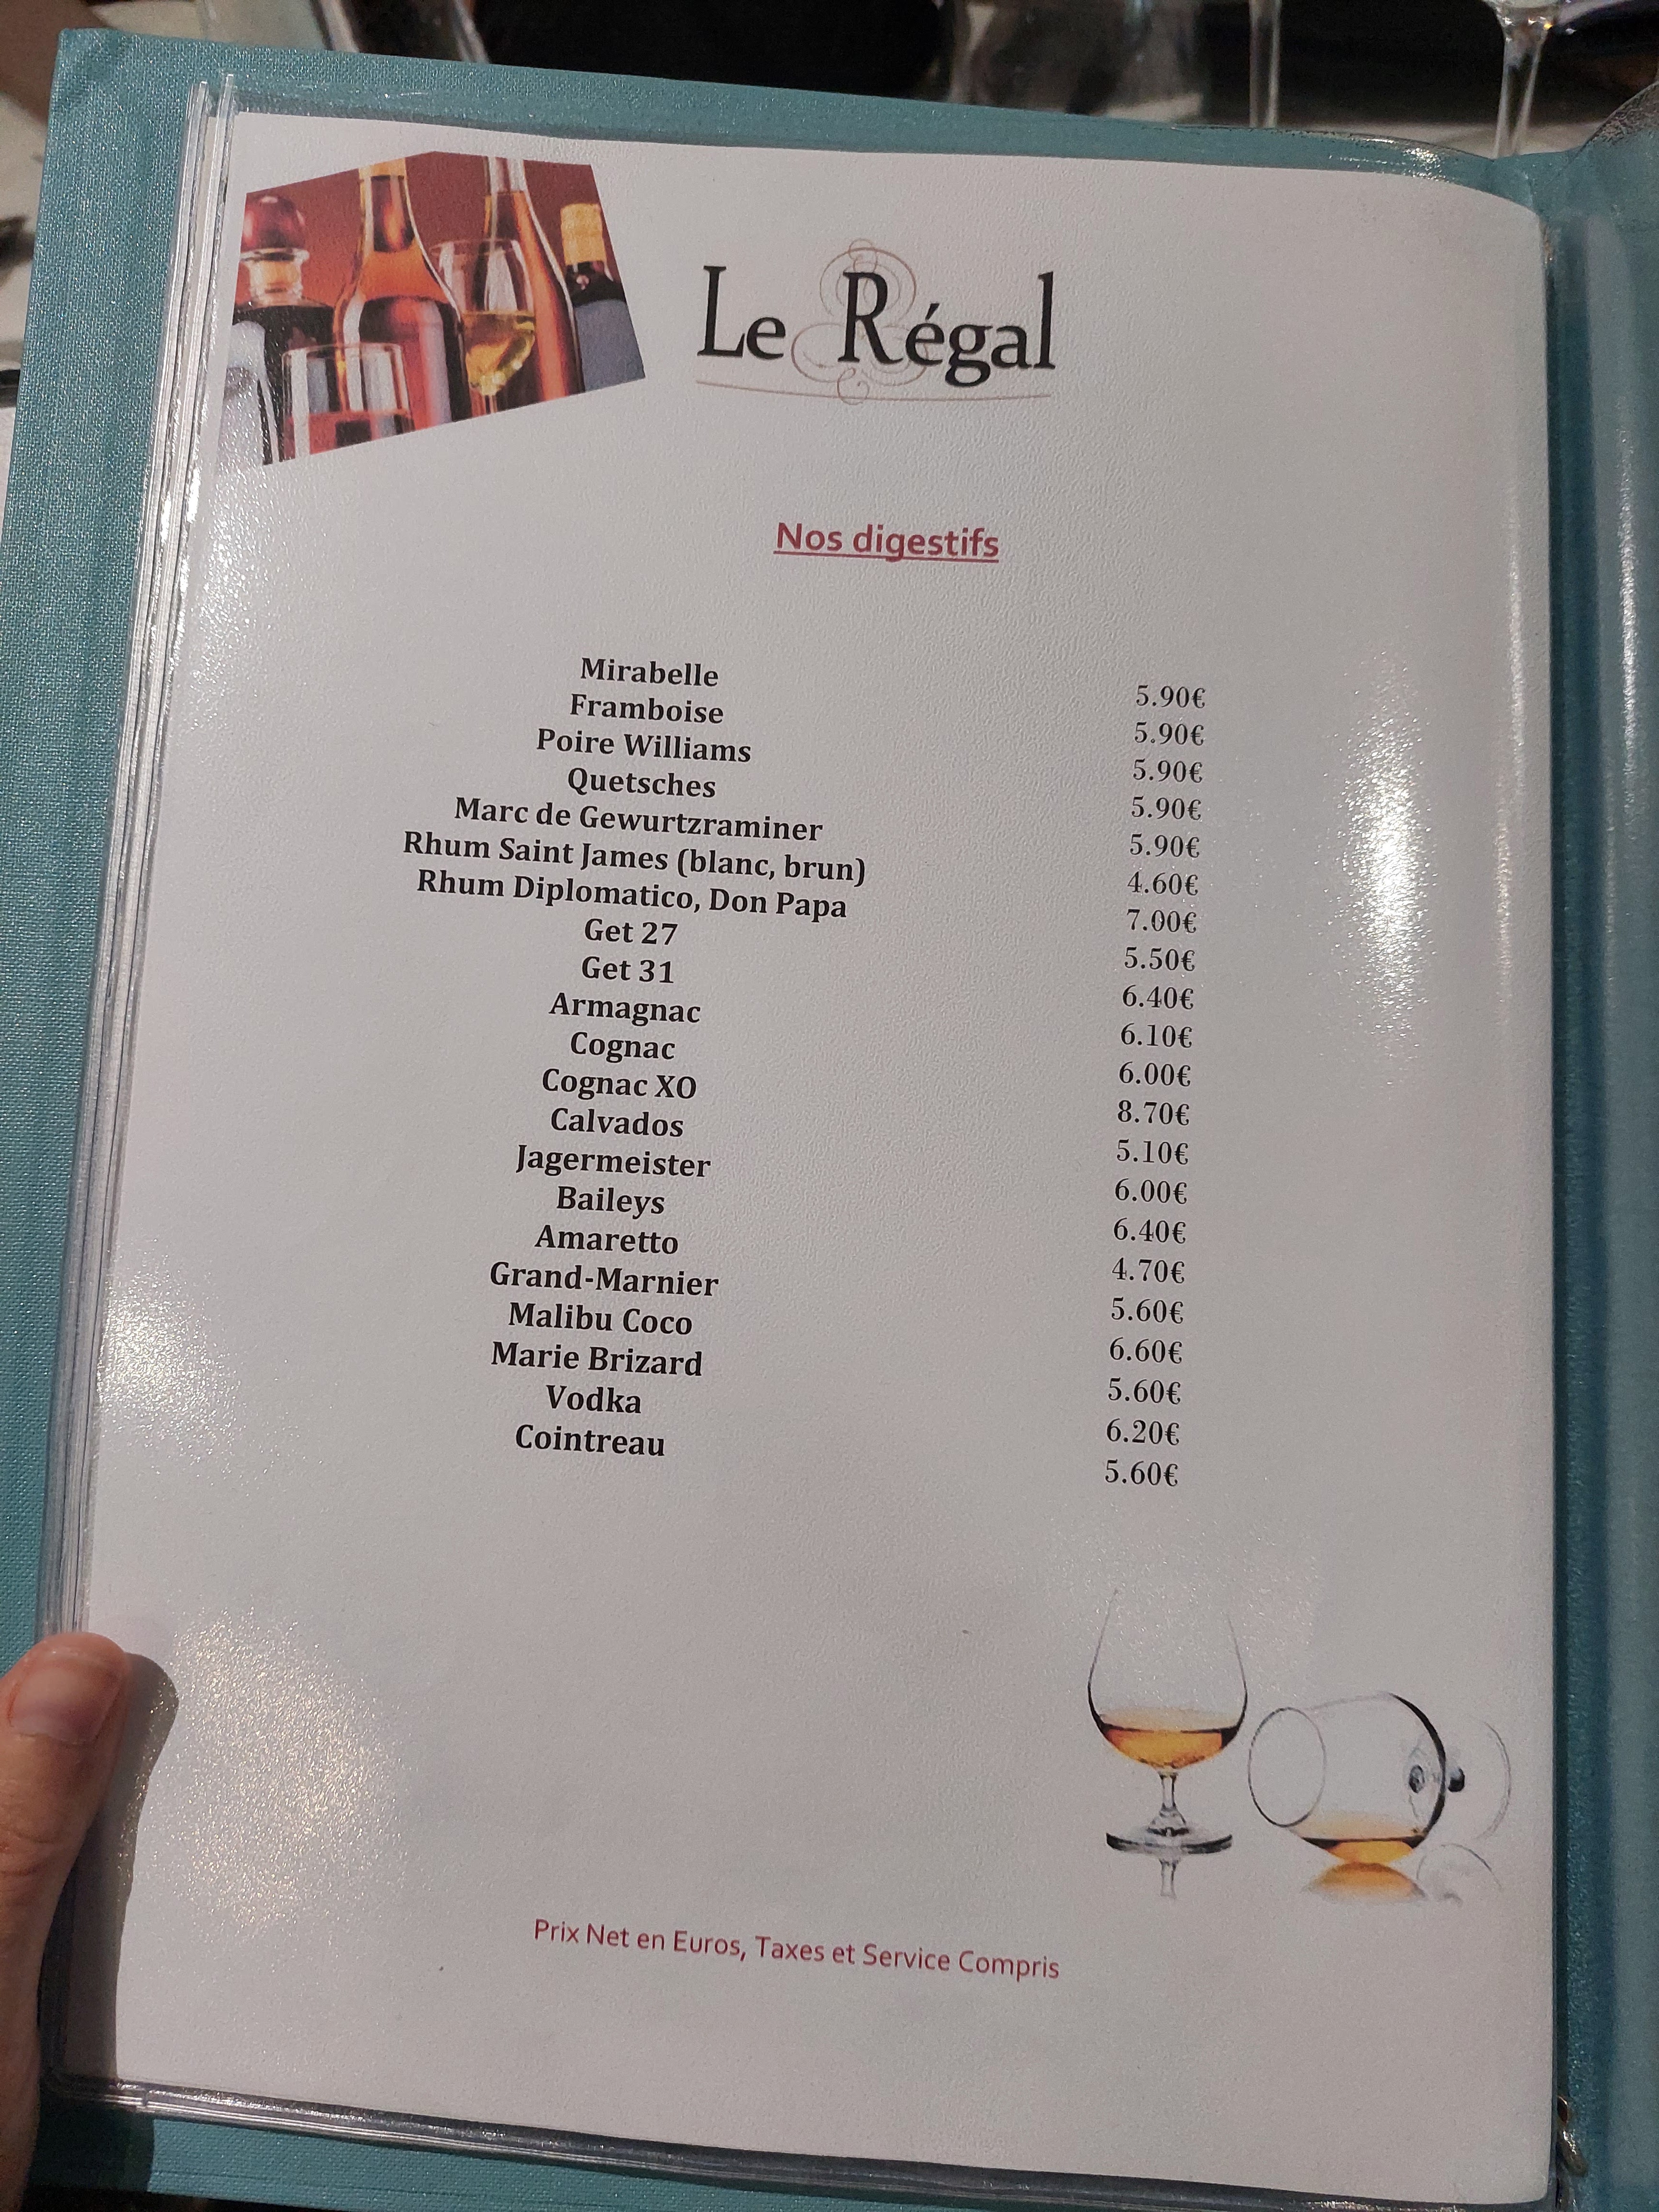 Le Régal
Nos digestifs
Mirabelle 5.90€
Framboise 5.90€
Poire Williams 5.90€
Quetsches 5.90€
Marc de Gewurtzraminer 5.90€
Rhum Saint James (blanc, brun) 4.60€
Rhum Diplomatico, Don Papa 7.00€
Get 27 5.50€
Get 31 6.40€
Armagnac 6.10€
Cognac 6.00€
Cognac XO 8.70€
Calvados 5.10€
Jagermeister 6.00€
Baileys 6.40€
Amaretto 4.70€
Grand-Marnier 5.60€
Malibu Coco 6.60€
Marie Brizard 5.60€
Vodka 6.20€
Cointreau 5.60€
Prix Net en Euros, Taxes et Service Compris